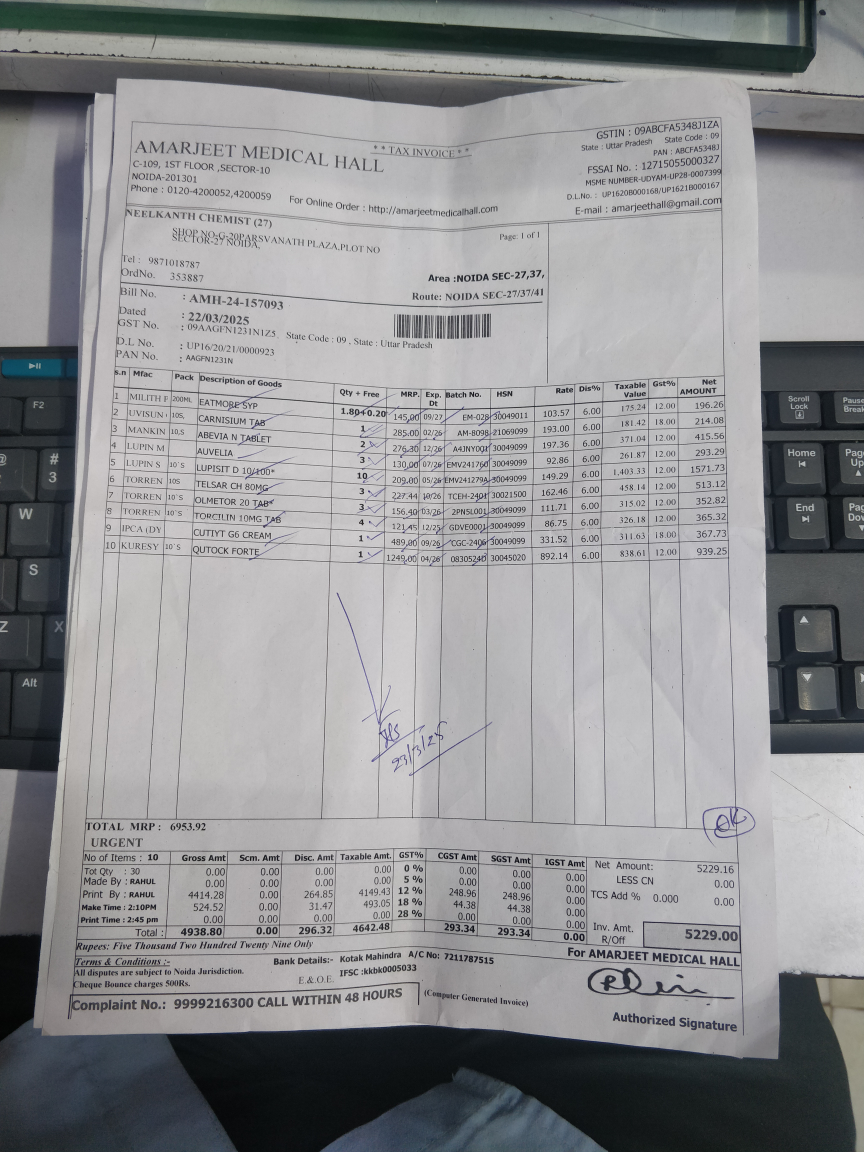 **TAX INVOICE**
AMARJEET MEDICAL HALL
C-109, 1ST FLOOR ,SECTOR-10
NOIDA-201301
Phone : 0120-4200052,4200059
For Online Order : http://amarjeetmedicalhall.com
GSTIN : 09ABCFA5348J1ZA
State : Uttar Pradesh State Code : 09
PAN : ABCFA5348J
FSSAI No. : 12715055000327
MSME NUMBER-UDYAM-UP28-0007399
D.L.No. : UP1620B000168/UP1621B000167
E-mail : amarjeethall@gmail.com
NEELKANTH CHEMIST (27)
SHOP NO-G-20PARSVANATH PLAZA,PLOT NO
SECTOR-27 NOIDA,
Page: 1 of 1
Tel : 9871018787
OrdNo. 353887
Area :NOIDA SEC-27,37,
Bill No. : AMH-24-157093
Route: NOIDA SEC-27/37/41
Dated : 22/03/2025
GST No. : 09AAGFN1231N1Z5 State Code : 09 , State : Uttar Pradesh
D.L No. : UP16/20/21/0000923
PAN No. : AAGFN1231N
s.n Mfac Pack Description of Goods Qty + Free MRP. Exp. Dt Batch No. HSN Rate Dis% Taxable Value Gst% Net AMOUNT
1 MILITH F 200ML EATMORE SYP 1.80+0.20 145.00 09/27 EM-028 30049011 103.57 6.00 175.24 12.00 196.26
2 UVISUN 10S, CARNISIUM TAB 1 285.00 02/26 AM-8098 21069099 193.00 6.00 181.42 18.00 214.08
3 MANKIN 10,S ABEVIA N TABLET 2 276.30 12/26 A4JNY001 30049099 197.36 6.00 371.04 12.00 415.56
4 LUPIN M AUVELIA 3 130.00 07/26 EMV241760 30049099 92.86 6.00 261.87 12.00 293.29
5 LUPIN S 10`S LUPISIT D 10/100* 10 209.00 05/26 EMV241279A 30049099 149.29 6.00 1,403.33 12.00 1571.73
6 TORREN 10S TELSAR CH 80MG 3 227.44 10/26 TCEH-2401 30021500 162.46 6.00 458.14 12.00 513.12
7 TORREN 10`S OLMETOR 20 TAB* 3 156.40 03/26 2PN5L001 30049099 111.71 6.00 315.02 12.00 352.82
8 TORREN 10`S TORCILIN 10MG TAB 4 121.45 12/25 GDVE0001 30049099 86.75 6.00 326.18 12.00 365.32
9 IPCA (DY CUTIYT G6 CREAM 1 489.00 09/26 CGC-2406 30049099 331.52 6.00 311.63 18.00 367.73
10 KURESY 10`S QUTOCK FORTE 1 1249.00 04/26 0830524D 30045020 892.14 6.00 838.61 12.00 939.25
23/3/25
OK
TOTAL MRP : 6953.92
URGENT
No of Items : 10 Gross Amt Scm. Amt Disc. Amt Taxable Amt. GST% CGST Amt SGST Amt IGST Amt
Tot Qty : 30 0.00 0.00 0.00 0.00 0 % 0.00 0.00 0.00
Made By : RAHUL 0.00 0.00 0.00 0.00 5 % 0.00 0.00 0.00
Print By : RAHUL 4414.28 0.00 264.85 4149.43 12 % 248.96 248.96 0.00
Make Time : 2:10PM 524.52 0.00 31.47 493.05 18 % 44.38 44.38 0.00
Print Time : 2:45 pm 0.00 0.00 0.00 0.00 28 % 0.00 0.00 0.00
Total : 4938.80 0.00 296.32 4642.48 293.34 293.34 0.00
Net Amount: 5229.16
LESS CN 0.00
TCS Add % 0.000 0.00
Inv. Amt. 5229.00
R/Off
Rupees: Five Thousand Two Hundred Twenty Nine Only
Terms & Conditions :-
All disputes are subject to Noida Jurisdiction.
Cheque Bounce charges 500Rs.
Bank Details:- Kotak Mahindra A/C No: 7211787515
IFSC :kkbk0005033
E.& O.E.
For AMARJEET MEDICAL HALL
Complaint No.: 9999216300 CALL WITHIN 48 HOURS
(Computer Generated Invoice)
Authorized Signature
F2
@
2
#
3
W
S
Z
X
Alt
Scroll
Lock
Pause
Break
Home
Page
Up
End